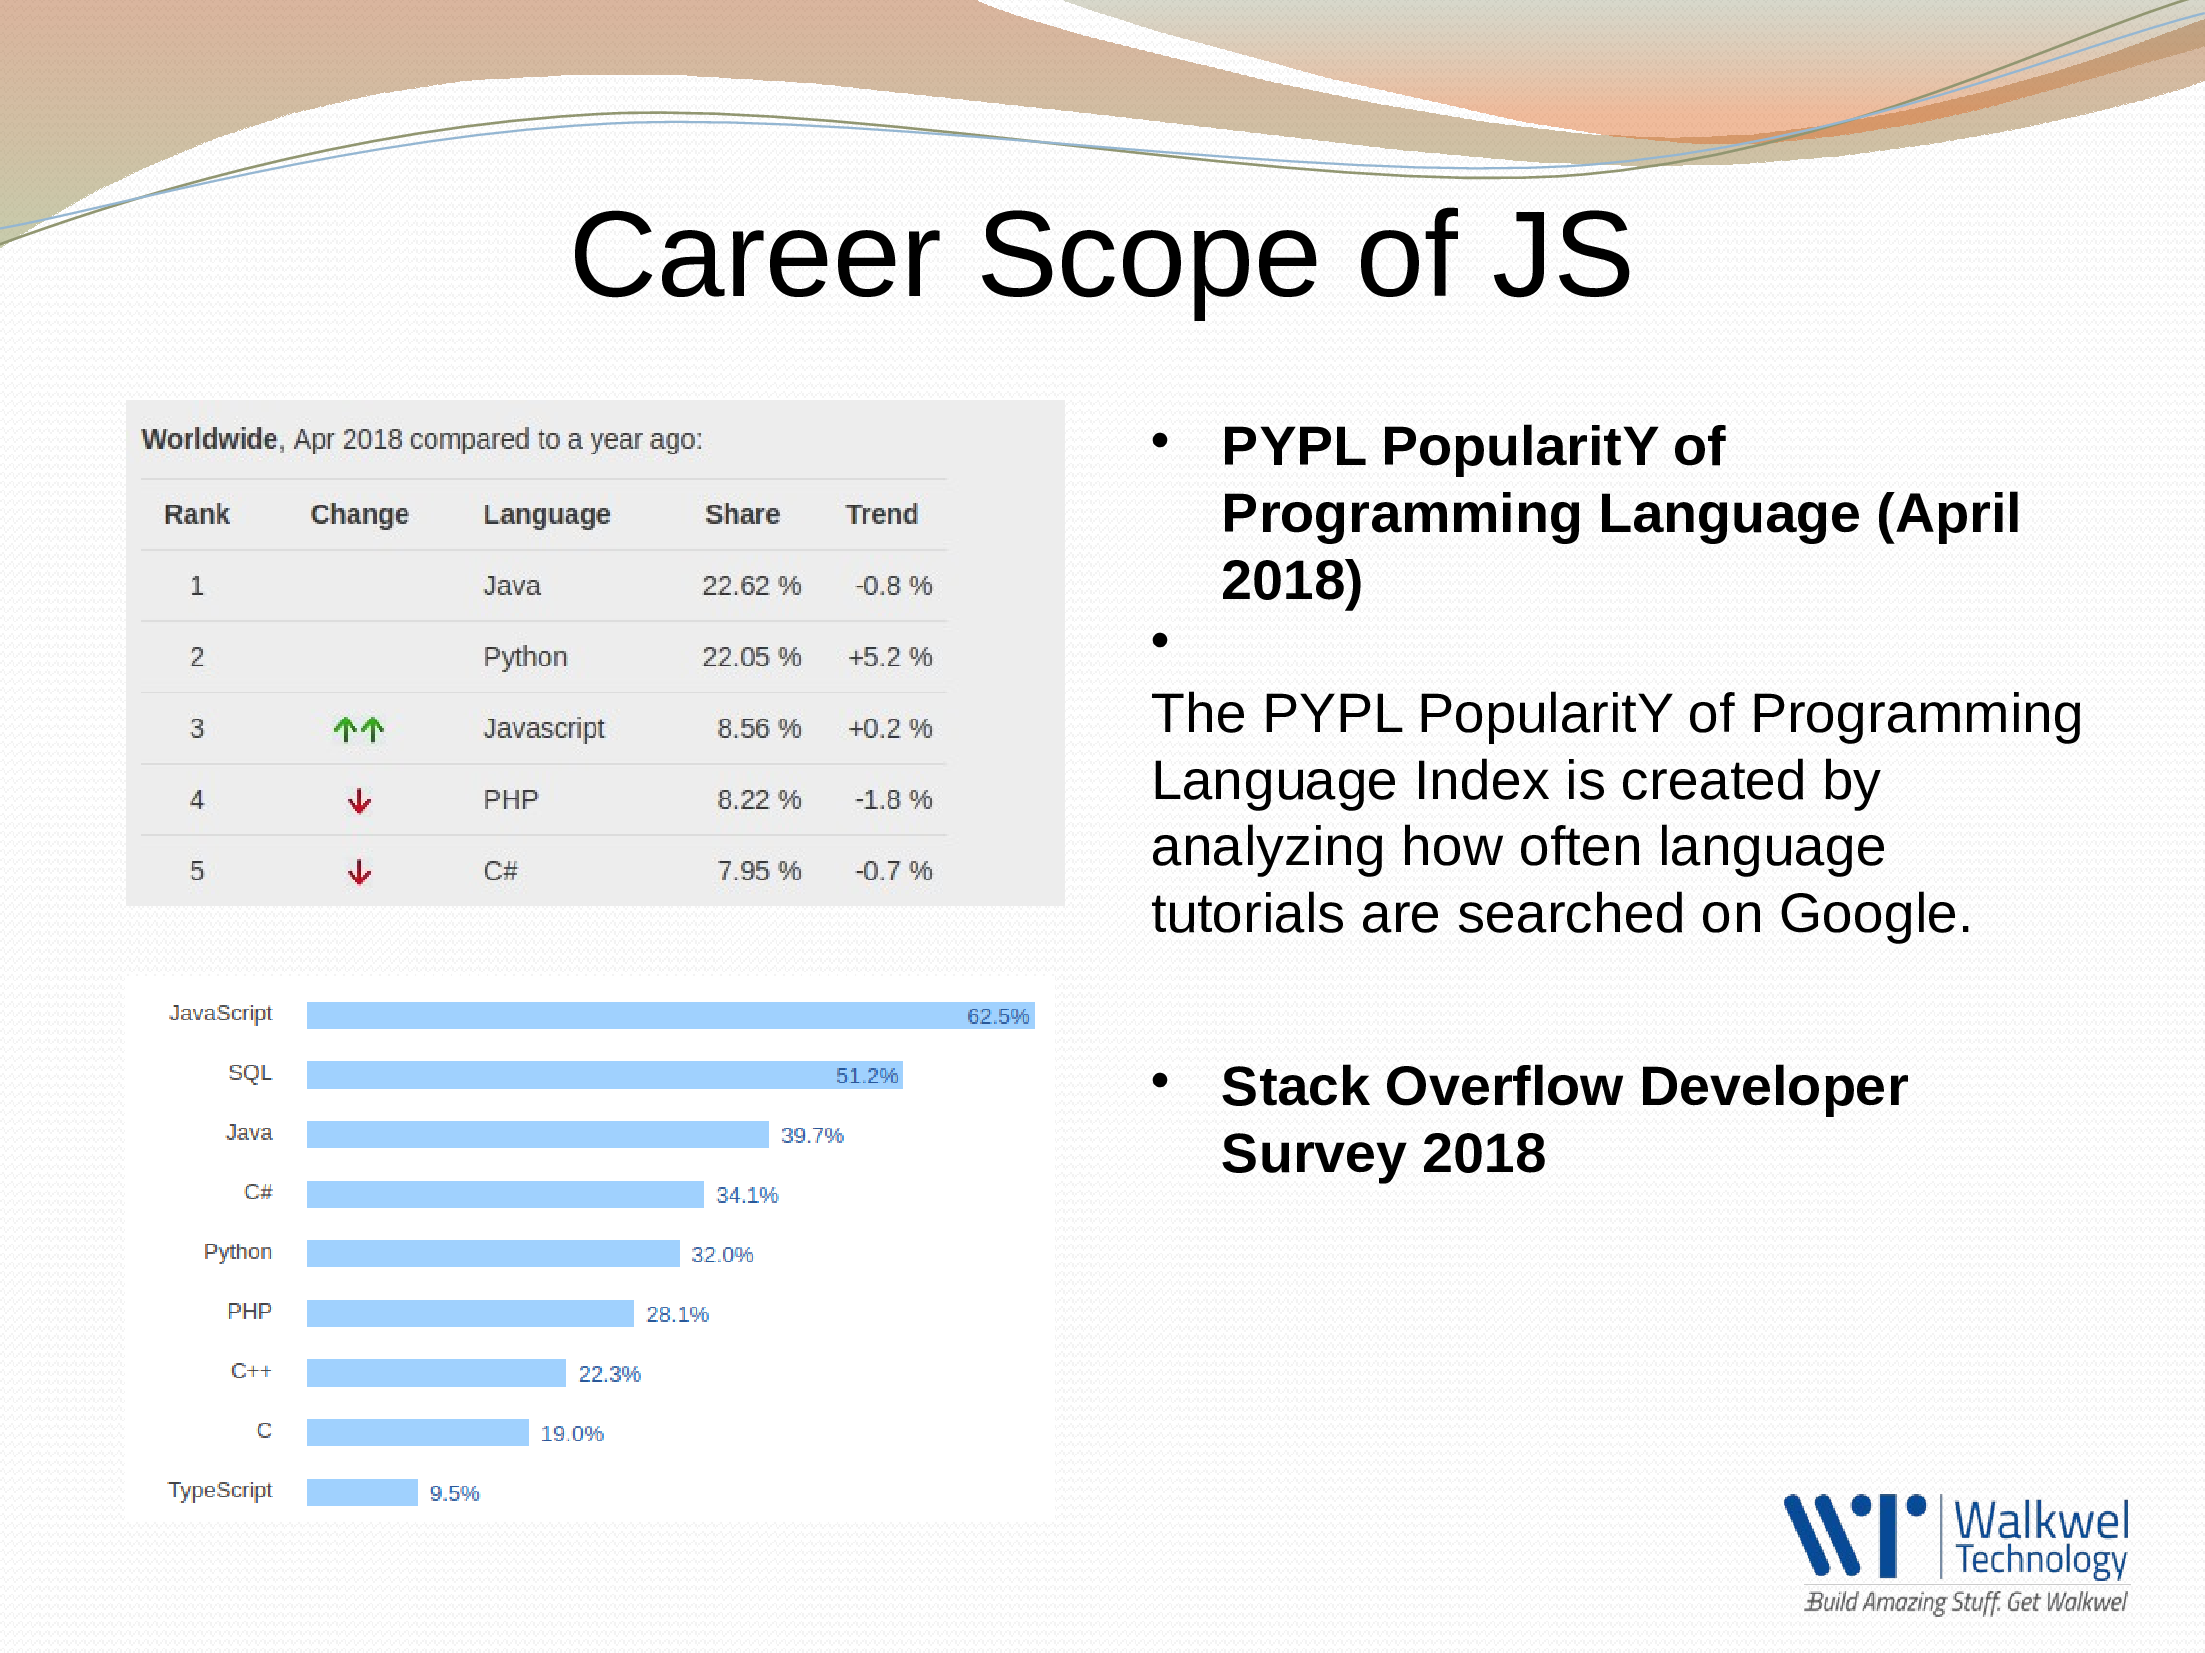 Career Scope of JS
Worldwide, Apr 2018 compared to a year ago:
Rank Change Language Share Trend
1 Java 22.62 % -0.8 %
2 Python 22.05 % +5.2 %
3 Javascript 8.56 % +0.2 %
4 PHP 8.22 % -1.8 %
5 C# 7.95 % -0.7 %
• PYPL PopularitY of
Programming Language (April
2018)
•
The PYPL PopularitY of Programming
Language Index is created by
analyzing how often language
tutorials are searched on Google.
JavaScript 62.5%
SQL 51.2%
Java 39.7%
C# 34.1%
Python 32.0%
PHP 28.1%
C++ 22.3%
C 19.0%
TypeScript 9.5%
• Stack Overflow Developer
Survey 2018
Walkwel
Technology
Build Amazing Stuff. Get Walkwel